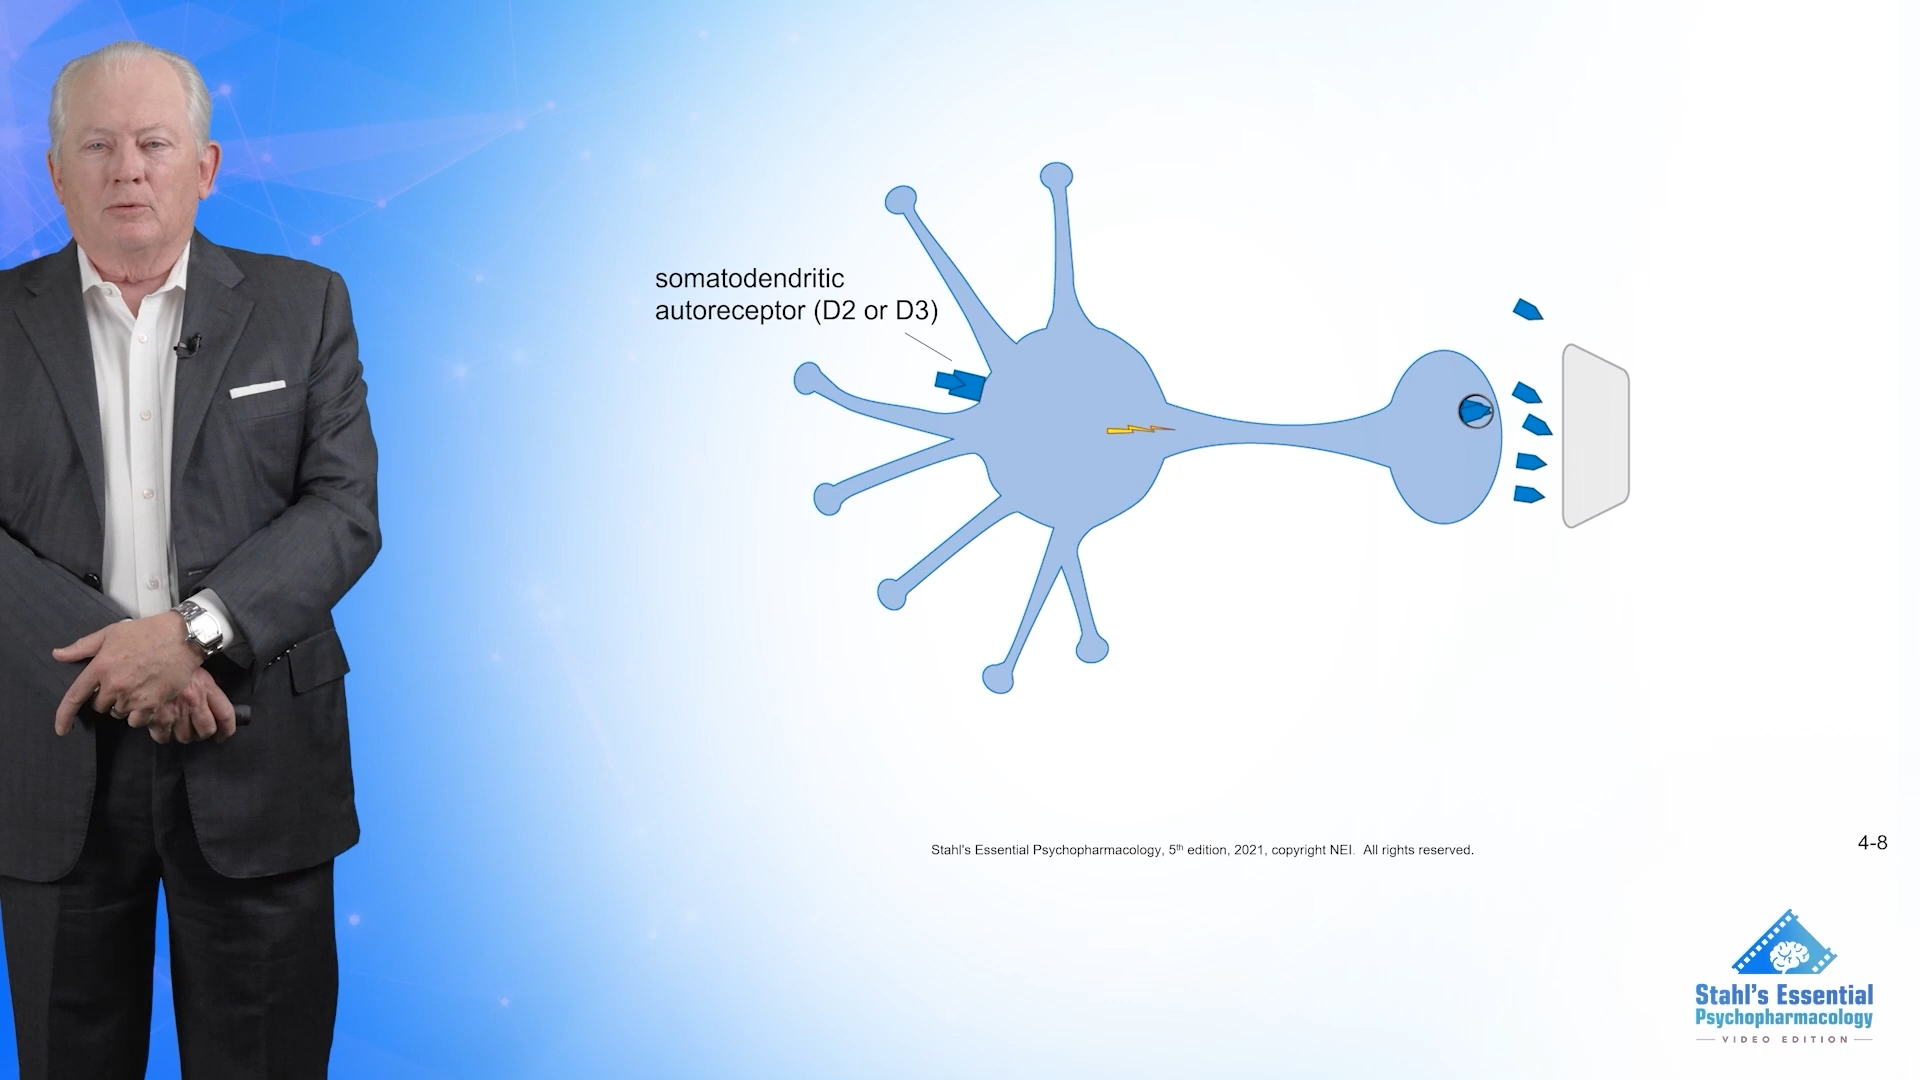 somatodendritic
autoreceptor (D2 or D3)
Stahl's Essential Psychopharmacology, 5th edition, 2021, copyright NEI. All rights reserved.
4-8
Stahl's Essential
Psychopharmacology
VIDEO EDITION